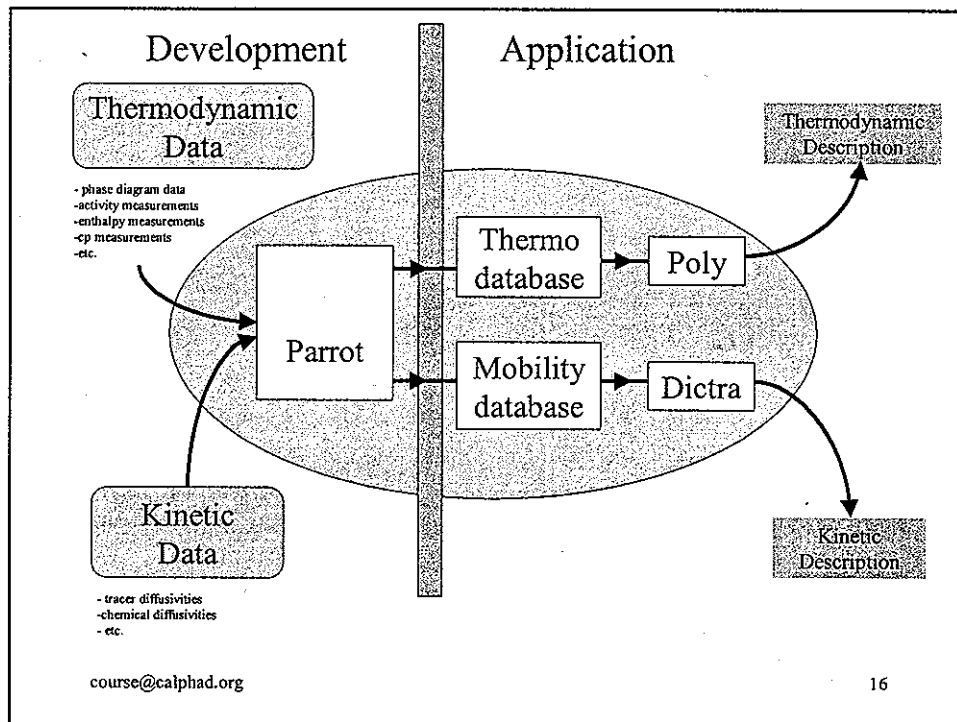 Development
Application
Thermodynamic
Data
- phase diagram data
-activity measurements
-enthalpy measurements
-cp measurements
-etc.
Thermodynamic
Description
Thermo
database
Poly
Parrot
Mobility
database
Dictra
Kinetic
Data
- tracer diffusivities
-chemical diffusivities
- etc.
Kinetic
Description
course@calphad.org
16